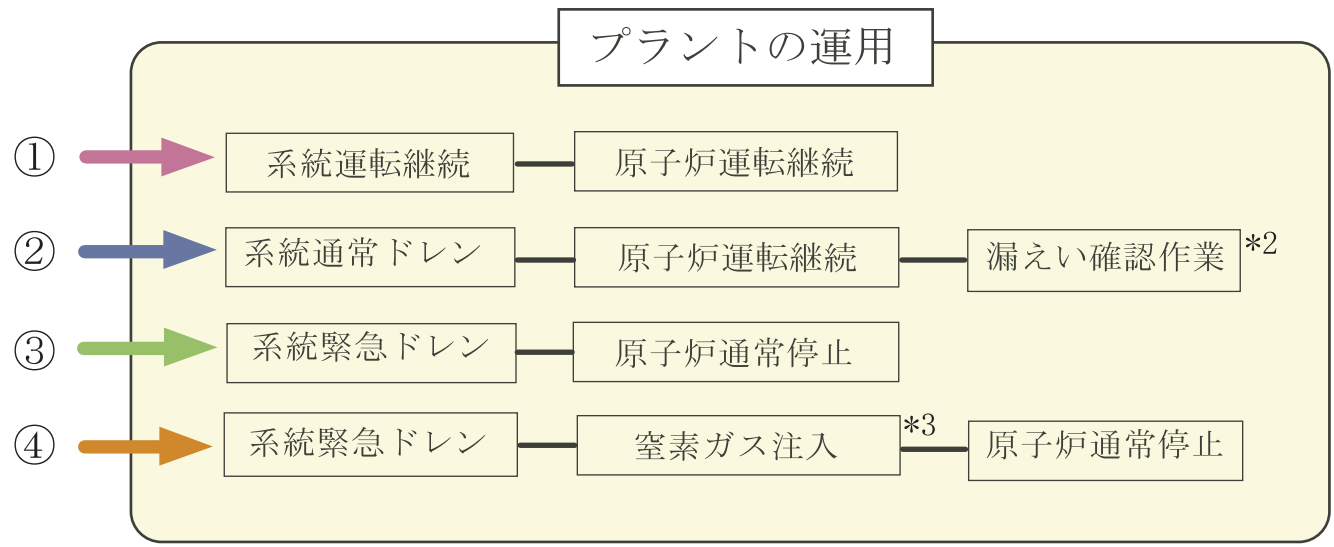 プラントの運用
① 系統運転継続 原子炉運転継続
② 系統通常ドレン 原子炉運転継続 漏えい確認作業 *2
③ 系統緊急ドレン 原子炉通常停止
④ 系統緊急ドレン 窒素ガス注入 *3 原子炉通常停止